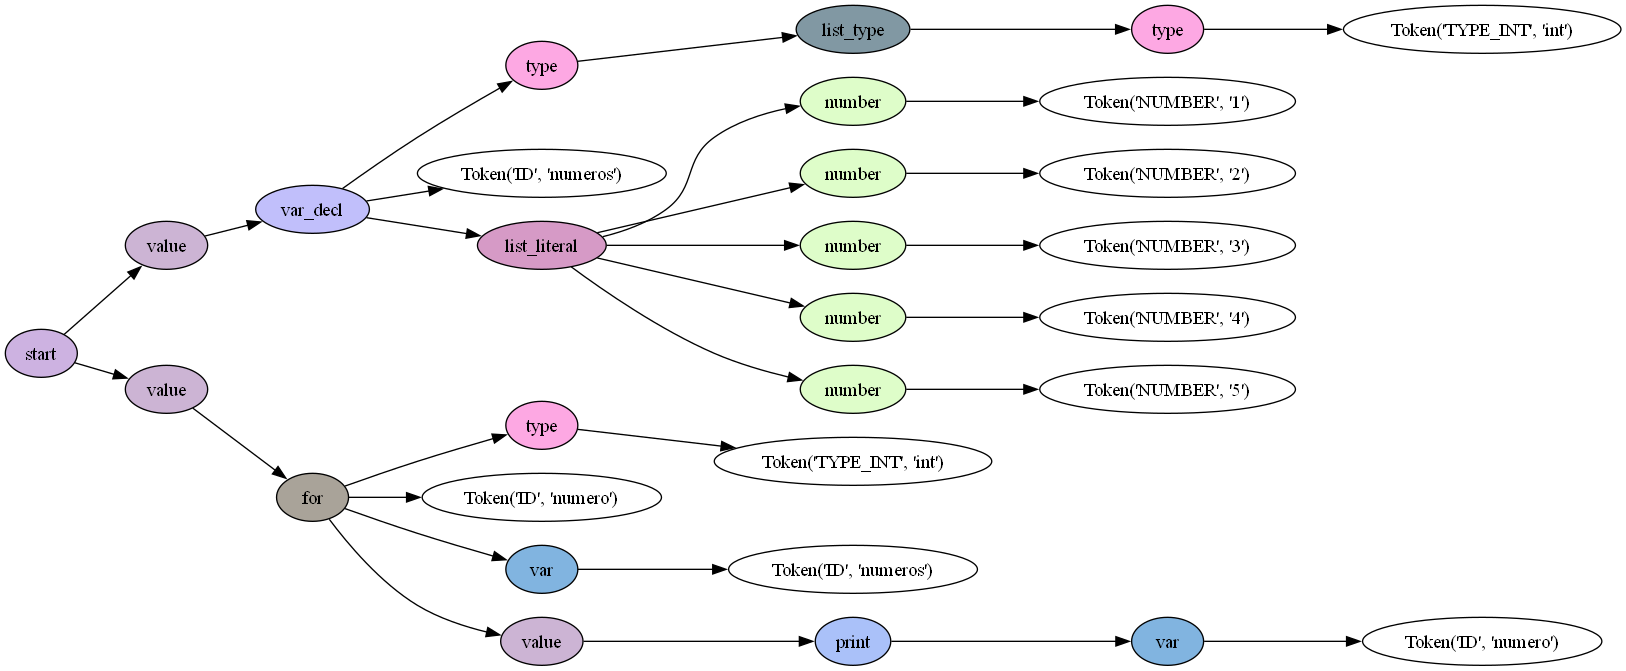 list_type
type
Token('TYPE_INT', 'int')
type
number
Token('NUMBER', '1')
Token('ID', 'numeros')
number
Token('NUMBER', '2')
var_decl
value
list_literal
number
Token('NUMBER', '3')
number
Token('NUMBER', '4')
start
value
number
Token('NUMBER', '5')
type
Token('TYPE_INT', 'int')
for
Token('ID', 'numero')
var
Token('ID', 'numeros')
value
print
var
Token('ID', 'numero')